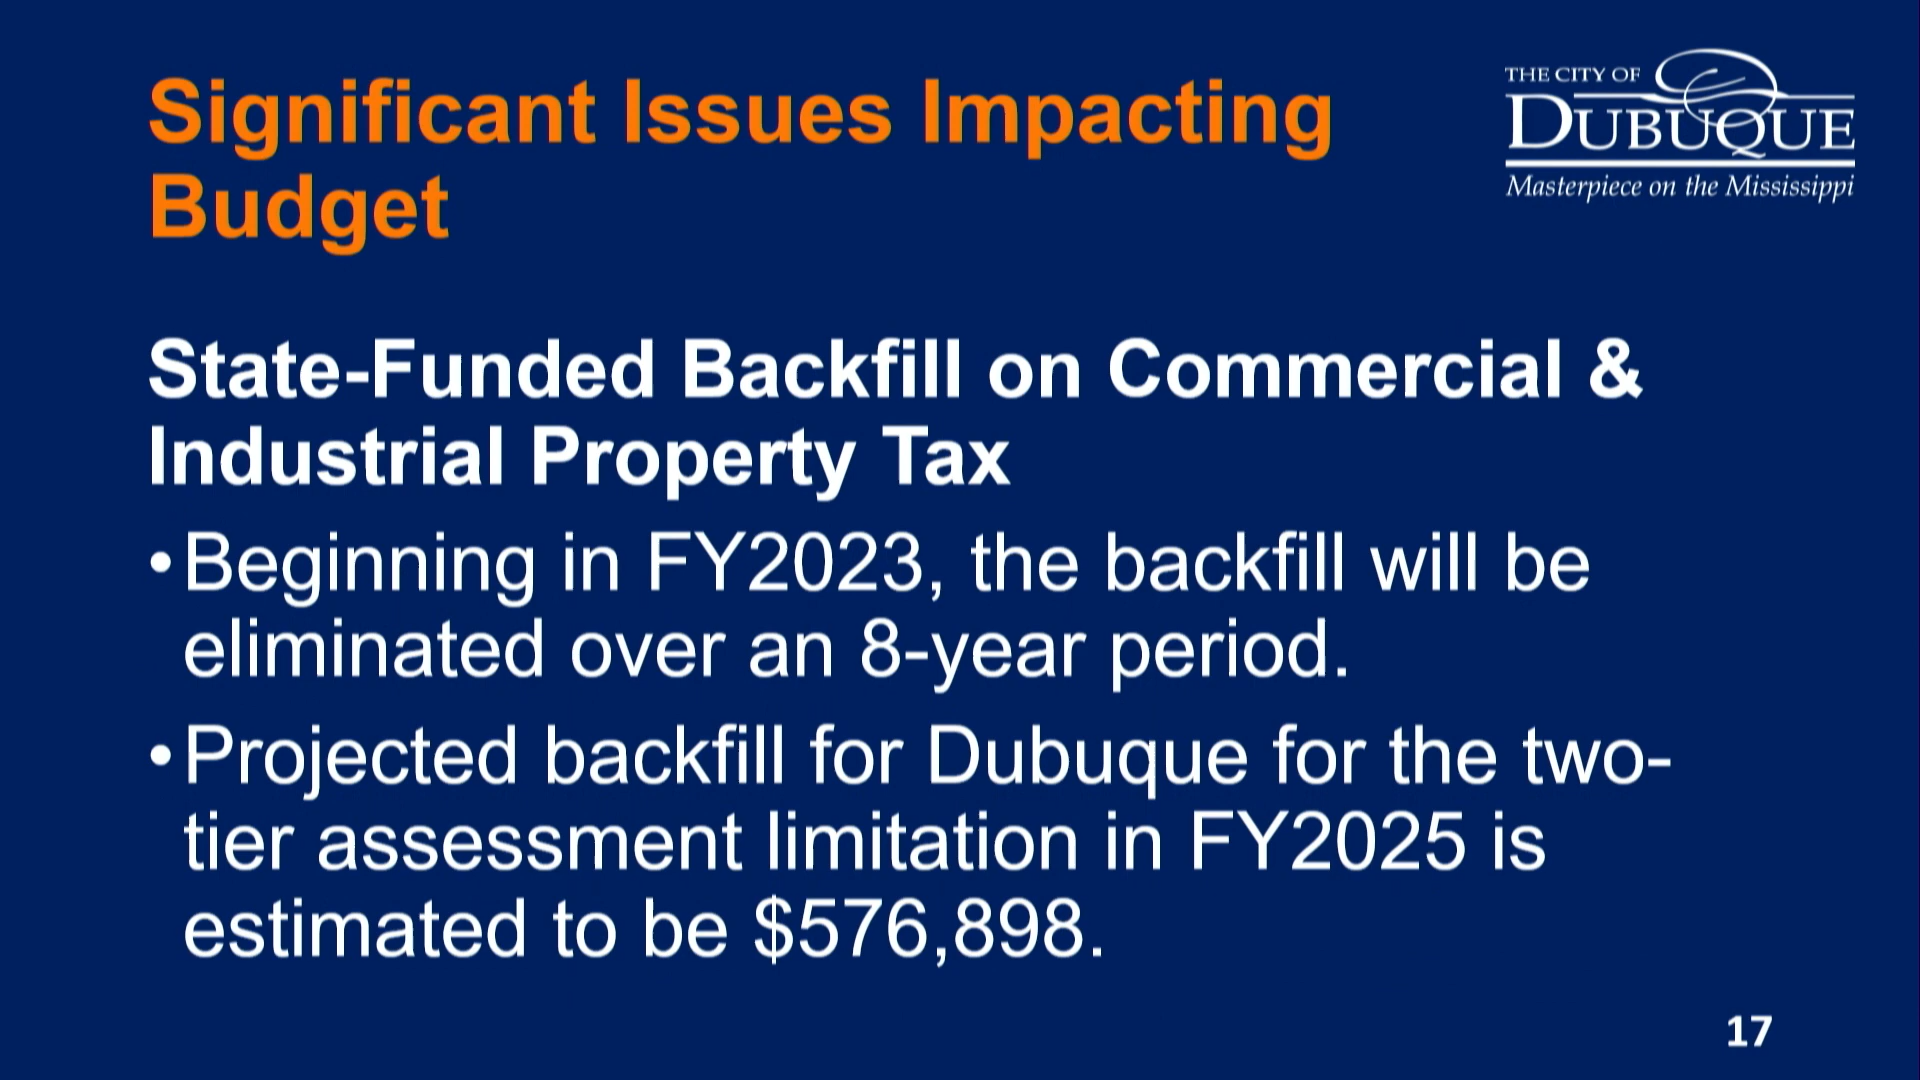 Significant Issues Impacting
Budget
THE CITY OF
DUBUQUE
Masterpiece on the Mississippi
State-Funded Backfill on Commercial &
Industrial Property Tax
•Beginning in FY2023, the backfill will be
eliminated over an 8-year period.
•Projected backfill for Dubuque for the two-
tier assessment limitation in FY2025 is
estimated to be $576,898.
17